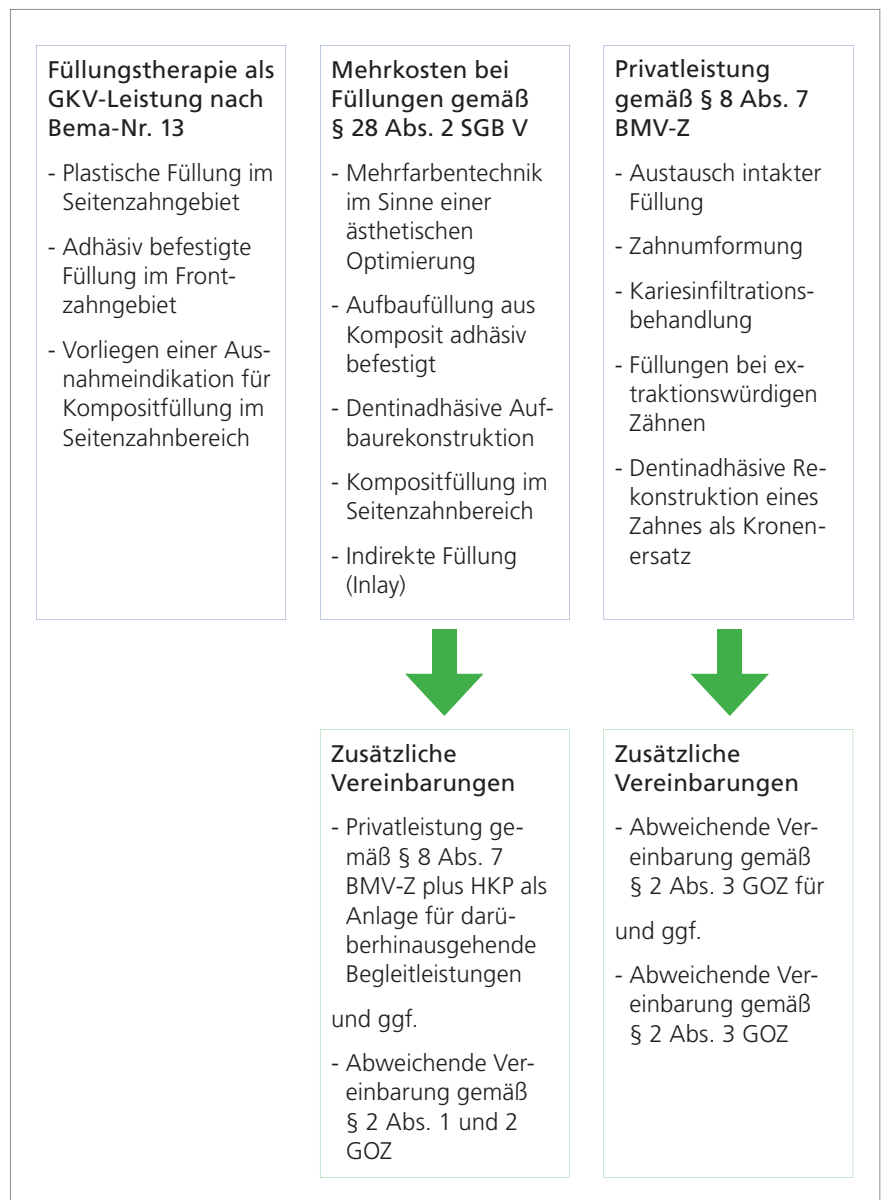 Füllungstherapie als
GKV-Leistung nach
Bema-Nr. 13
- Plastische Füllung im
Seitenzahngebiet
- Adhäsiv befestigte
Füllung im Front-
zahngebiet
- Vorliegen einer Aus-
nahmeindikation für
Kompositfüllung im
Seitenzahnbereich
Mehrkosten bei
Füllungen gemäß
§ 28 Abs. 2 SGB V
- Mehrfarbentechnik
im Sinne einer
ästhetischen
Optimierung
- Aufbaufüllung aus
Komposit adhäsiv
befestigt
- Dentinadhäsive Auf-
baurekonstruktion
- Kompositfüllung im
Seitenzahnbereich
- Indirekte Füllung
(Inlay)
Privatleistung
gemäß § 8 Abs. 7
BMV-Z
- Austausch intakter
Füllung
- Zahnumformung
- Kariesinfiltrations-
behandlung
- Füllungen bei ex-
traktionswürdigen
Zähnen
- Dentinadhäsive Re-
konstruktion eines
Zahnes als Kronen-
ersatz
Zusätzliche
Vereinbarungen
- Privatleistung ge-
mäß § 8 Abs. 7
BMV-Z plus HKP als
Anlage für darü-
berhinausgehende
Begleitleistungen
und ggf.
- Abweichende Ver-
einbarung gemäß
§ 2 Abs. 1 und 2
GOZ
Zusätzliche
Vereinbarungen
- Abweichende Ver-
einbarung gemäß
§ 2 Abs. 3 GOZ für
und ggf.
- Abweichende Ver-
einbarung gemäß
§ 2 Abs. 3 GOZ